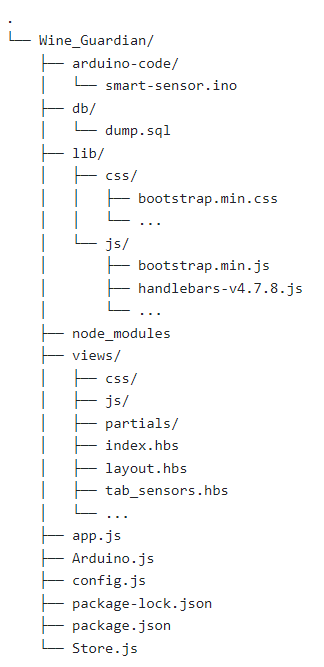 .
└── Wine_Guardian/
    ├── arduino-code/
    │   └── smart-sensor.ino
    ├── db/
    │   └── dump.sql
    ├── lib/
    │   ├── css/
    │   │   ├── bootstrap.min.css
    │   │   └── ...
    │   └── js/
    │       ├── bootstrap.min.js
    │       ├── handlebars-v4.7.8.js
    │       └── ...
    ├── node_modules
    ├── views/
    │   ├── css/
    │   ├── js/
    │   ├── partials/
    │   ├── index.hbs
    │   ├── layout.hbs
    │   ├── tab_sensors.hbs
    │   └── ...
    ├── app.js
    ├── Arduino.js
    ├── config.js
    ├── package-lock.json
    ├── package.json
    └── Store.js